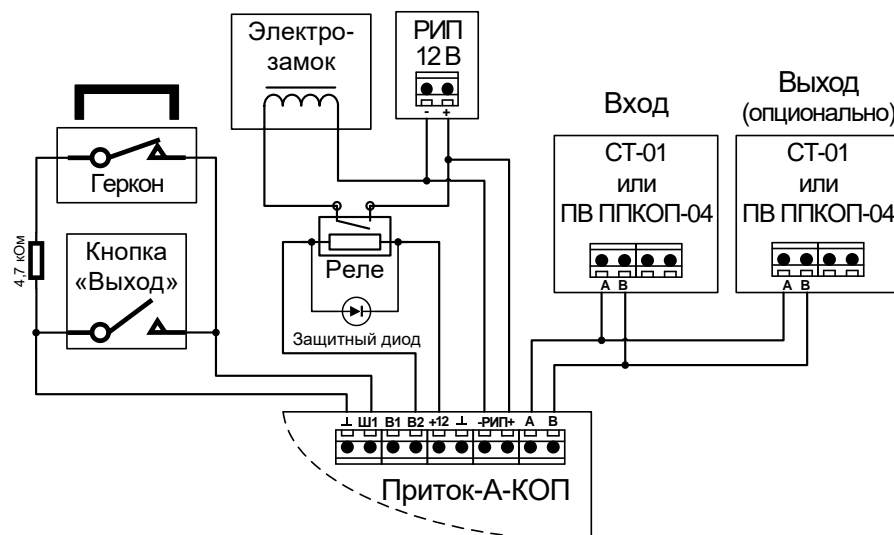 Электро-
замок
РИП
12 В
- +
Вход
Выход
(опционально)
Геркон
4,7 кОм
Кнопка
«Выход»
Реле
Защитный диод
СТ-01
или
ПВ ППКОП-04
А В
СТ-01
или
ПВ ППКОП-04
А В
⊥ Ш1 В1 В2 +12 ⊥ -РИП+ А В
Приток-А-КОП